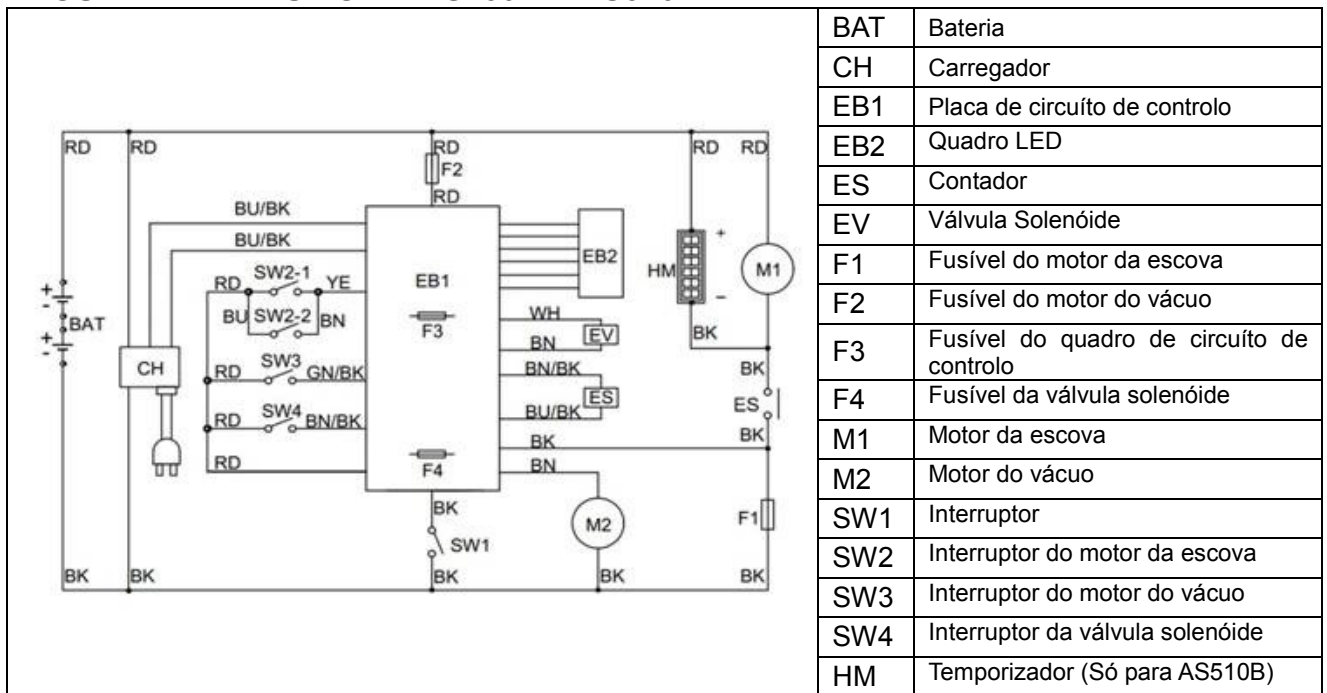 BAT Bateria
CH Carregador
EB1 Placa de circuíto de controlo
EB2 Quadro LED
ES Contador
EV Válvula Solenóide
F1 Fusível do motor da escova
F2 Fusível do motor do vácuo
F3 Fusível do quadro de circuíto de
controlo
F4 Fusível da válvula solenóide
M1 Motor da escova
M2 Motor do vácuo
SW1 Interruptor
SW2 Interruptor do motor da escova
SW3 Interruptor do motor do vácuo
SW4 Interruptor da válvula solenóide
HM Temporizador (Só para AS510B)
RD RD RD RD RD
F2
RD
BU/BK
BU/BK
SW2-1
RD YE
BU SW2-2 BN
EB1
EB2
HM
+
-
M1
+
-
BAT
+
-
F3
WH
EV
BN
BK
CH
SW3
RD GN/BK
BN/BK
ES
BU/BK
BK
ES
SW4
RD BN/BK
BK
BK
RD
F4
BN
BK
SW1
M2
F1
BK BK BK BK BK